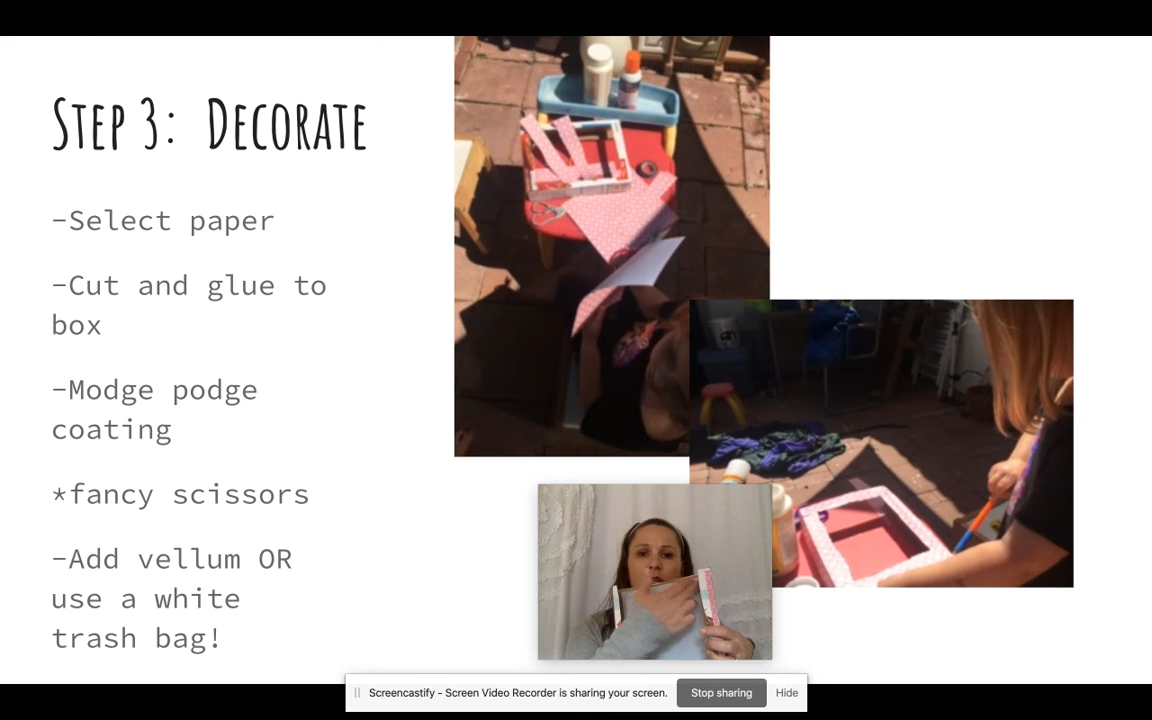 Step 3: Decorate
-Select paper
-Cut and glue to
box
-Modge podge
coating
*fancy scissors
-Add vellum OR
use a white
trash bag!
Screencastify - Screen Video Recorder is sharing your screen.
Stop sharing
Hide